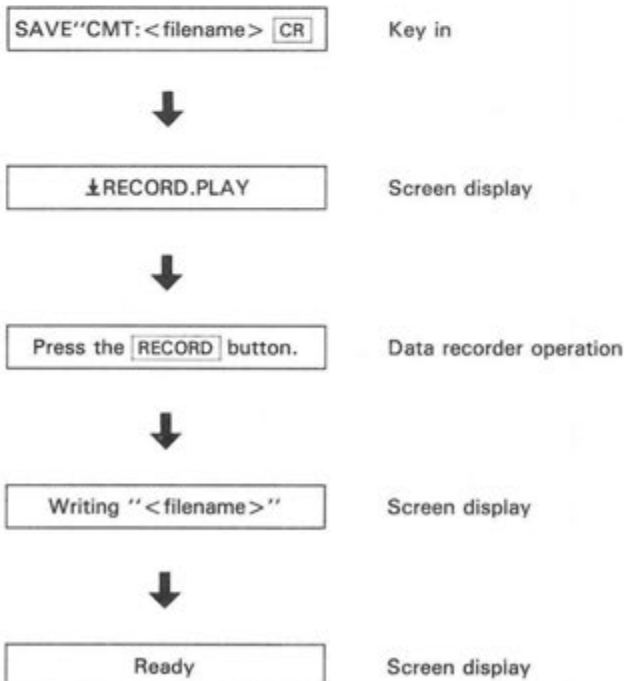 SAVE‘‘CMT:<filename> CR Key in
⬇
±RECORD.PLAY Screen display
⬇
Press the RECORD button. Data recorder operation
⬇
Writing ‘‘<filename>’’ Screen display
⬇
Ready Screen display